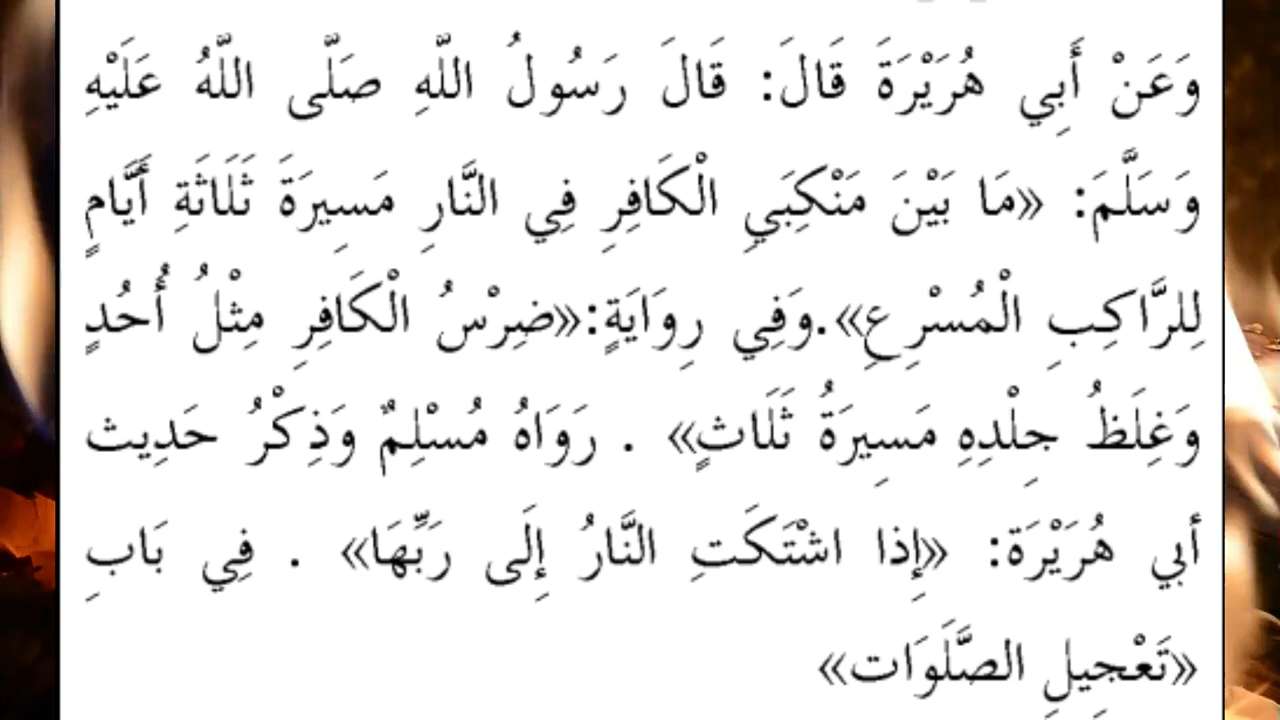 وَعَنْ أَبِي هُرَيْرَةَ قَالَ: قَالَ رَسُولُ اللَّهِ صَلَّى اللَّهُ عَلَيْهِ
وَسَلَّمَ: «مَا بَيْنَ مَنْكِبَيِ الْكَافِرِ فِي النَّارِ مَسِيرَةَ ثَلَاثَةِ أَيَّامٍ
لِلرَّاكِبِ الْمُسْرِعِ».وَفِي رِوَايَةٍ:«ضِرْسُ الْكَافِرِ مِثْلُ أُحُدٍ
وَغِلَظُ جِلْدِهِ مَسِيرَةُ ثَلَاثٍ» . رَوَاهُ مُسْلِمٌ وَذِكْرُ حَدِيث
أبي هُرَيْرَة: «إِذا اشْتَكَتِ النَّارُ إِلَى رَبِّهَا» . فِي بَابِ
«تَعْجِيلِ الصَّلَوَات»